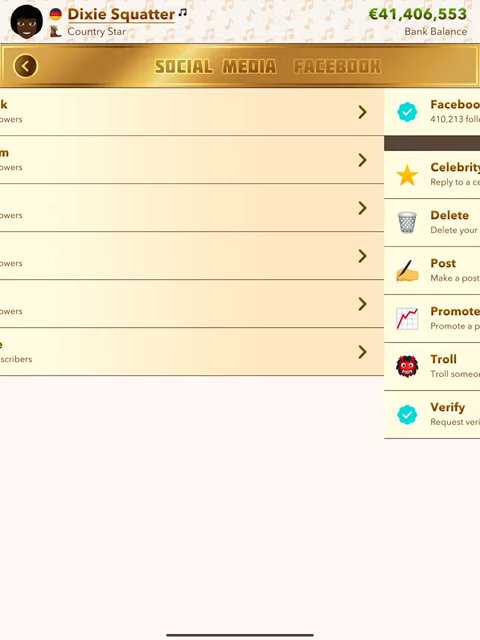 Dixie Squatter
€41,406,553
Country Star
Bank Balance
SOCIAL MEDIA FACEBOOK
k
owers
m
owers
owers
owers
owers
e
scribers
Faceboo
410,213 foll
Celebrity
Reply to a ce
Delete
Delete your
Post
Make a post
Promote
Promote a p
Troll
Troll someo
Verify
Request veri